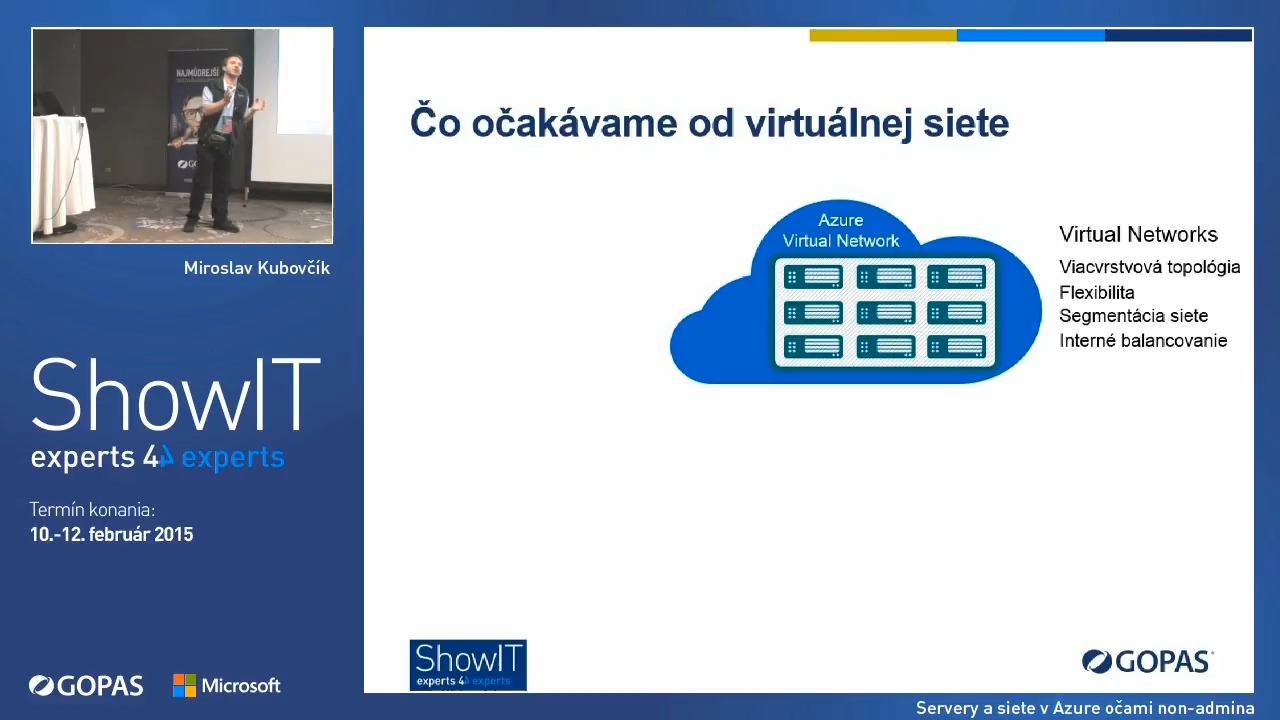 NAJMÚDREJŠÍ
Miroslav Kubovčík
ShowIT
experts 4 experts
Termín konania:
10.-12. február 2015
GOPAS
Microsoft
Čo očakávame od virtuálnej siete
Azure
Virtual Network
Virtual Networks
Viacvrstvová topológia
Flexibilita
Segmentácia siete
Interné balancovanie
ShowIT
experts 4 experts
GOPAS
Servery a siete v Azure očami non-admina